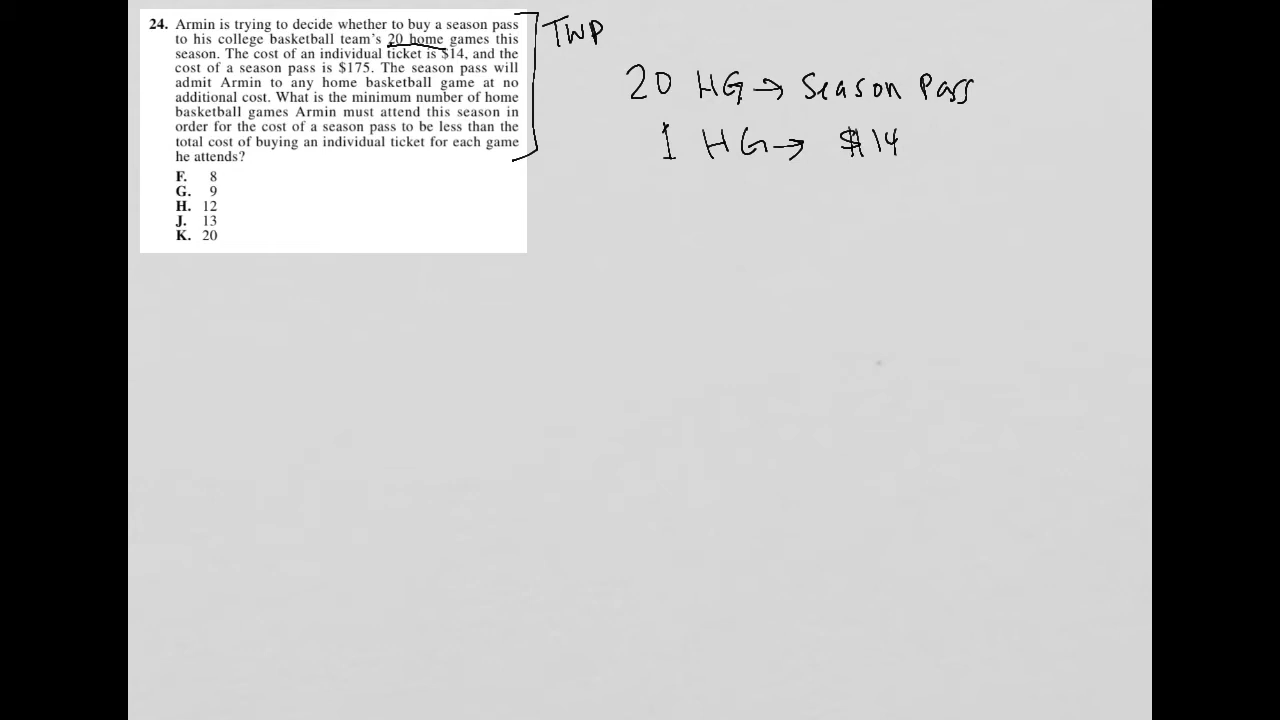 24. Armin is trying to decide whether to buy a season pass
to his college basketball team's 20 home games this
season. The cost of an individual ticket is $14, and the
cost of a season pass is $175. The season pass will
admit Armin to any home basketball game at no
additional cost. What is the minimum number of home
basketball games Armin must attend this season in
order for the cost of a season pass to be less than the
total cost of buying an individual ticket for each game
he attends?
F. 8
G. 9
H. 12
J. 13
K. 20
TWP
20 HG → Season Pass
1 HG → $14